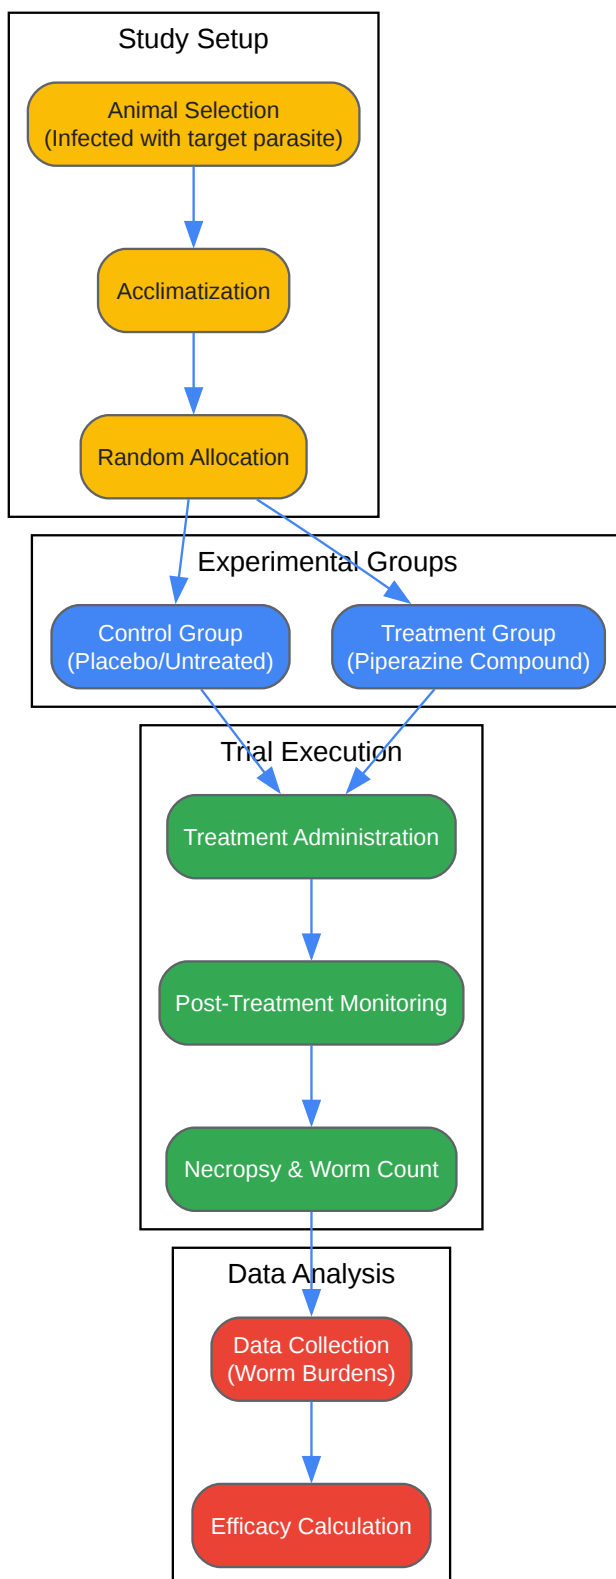 Study Setup
Animal Selection
(Infected with target parasite)
Acclimatization
Random Allocation
Experimental Groups
Control Group
(Placebo/Untreated)
Treatment Group
(Piperazine Compound)
Trial Execution
Treatment Administration
Post-Treatment Monitoring
Necropsy & Worm Count
Data Analysis
Data Collection
(Worm Burdens)
Efficacy Calculation